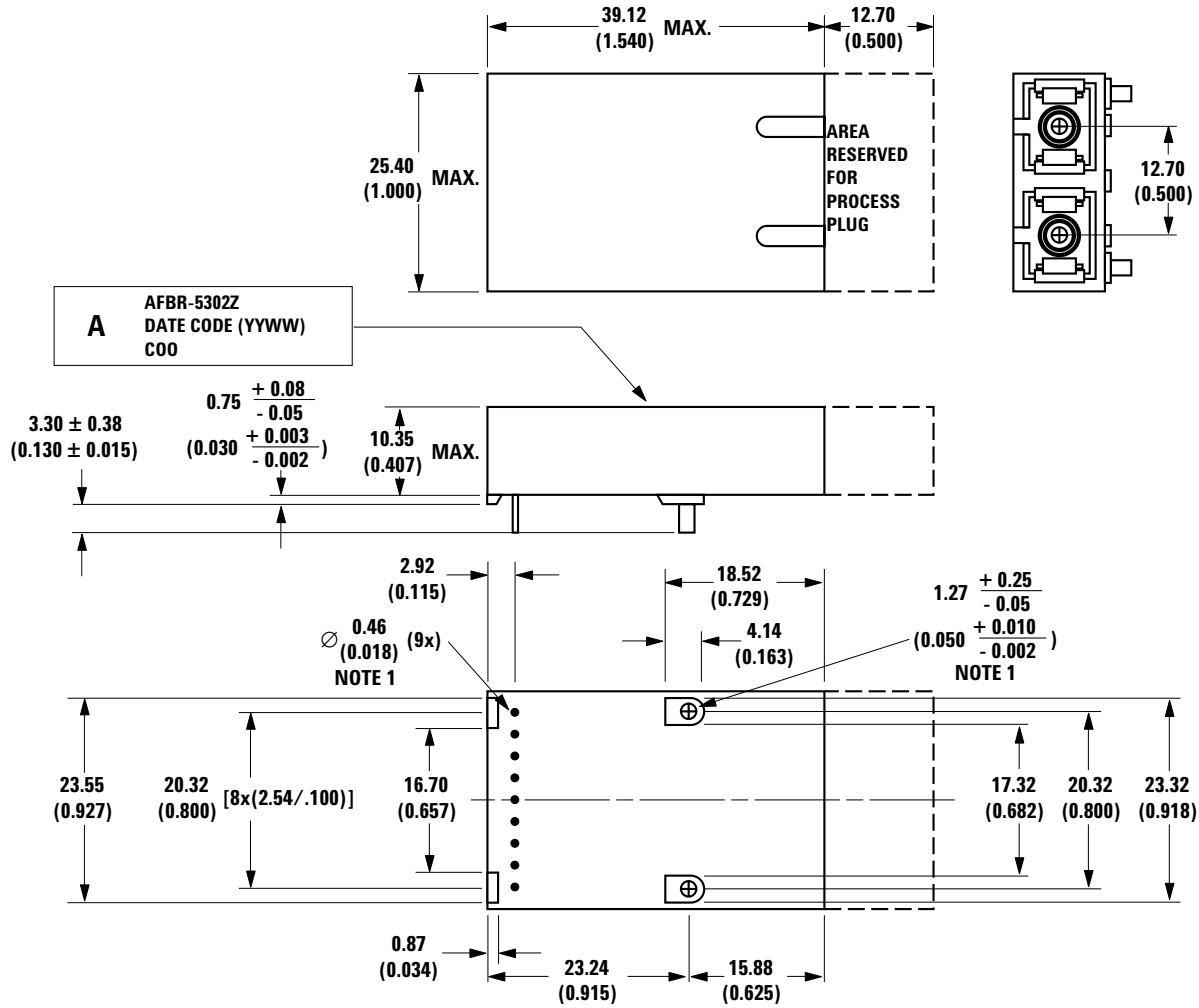 39.12
(1.540) MAX.
12.70
(0.500)
25.40
(1.000) MAX.
AREA
RESERVED
FOR
PROCESS
PLUG
12.70
(0.500)
A
AFBR-5302Z
DATE CODE (YYWW)
COO
3.30 ± 0.38
(0.130 ± 0.015)
0.75 + 0.08
- 0.05
(0.030 + 0.003
- 0.002 )
10.35
(0.407) MAX.
2.92
(0.115)
18.52
(0.729)
1.27 + 0.25
- 0.05
(0.050 + 0.010
- 0.002 )
NOTE 1
∅ 0.46
(0.018) (9x)
NOTE 1
4.14
(0.163)
23.55
(0.927)
20.32
(0.800) [8x(2.54/.100)]
16.70
(0.657)
17.32
(0.682)
20.32
(0.800)
23.32
(0.918)
0.87
(0.034)
23.24
(0.915)
15.88
(0.625)